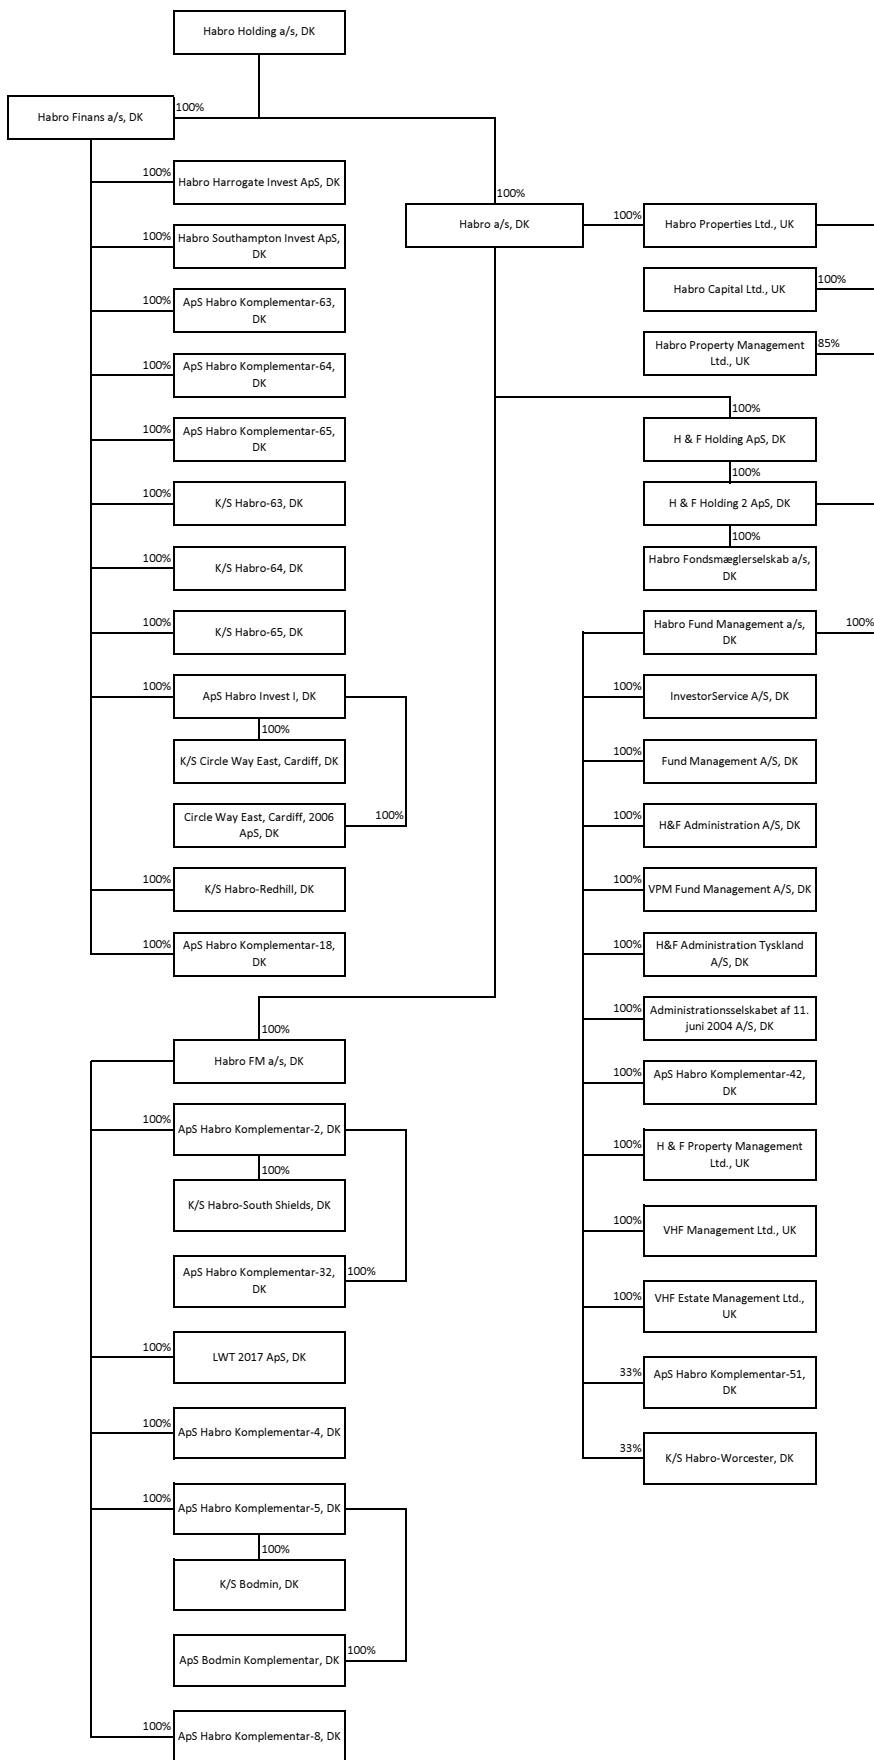 Habro Holding a/s, DK
100%
Habro Finans a/s, DK
100%
Habro Harrogate Invest ApS, DK
100%
Habro Southampton Invest ApS,
DK
100%
ApS Habro Komplementar-63,
DK
100%
ApS Habro Komplementar-64,
DK
100%
ApS Habro Komplementar-65,
DK
100%
K/S Habro-63, DK
100%
K/S Habro-64, DK
100%
K/S Habro-65, DK
100%
ApS Habro Invest I, DK
100%
K/S Circle Way East, Cardiff, DK
Circle Way East, Cardiff, 2006
ApS, DK
100%
100%
K/S Habro-Redhill, DK
100%
ApS Habro Komplementar-18,
DK
100%
Habro a/s, DK
100%
Habro Properties Ltd., UK
Habro Capital Ltd., UK
100%
Habro Property Management
Ltd., UK
85%
100%
H & F Holding ApS, DK
100%
H & F Holding 2 ApS, DK
100%
Habro Fondsmæglerselskab a/s,
DK
Habro Fund Management a/s,
DK
100%
100%
InvestorService A/S, DK
100%
Fund Management A/S, DK
100%
H&F Administration A/S, DK
100%
VPM Fund Management A/S, DK
100%
H&F Administration Tyskland
A/S, DK
100%
Administrationsselskabet af 11.
juni 2004 A/S, DK
100%
ApS Habro Komplementar-42,
DK
100%
H & F Property Management
Ltd., UK
100%
VHF Management Ltd., UK
100%
VHF Estate Management Ltd.,
UK
33%
ApS Habro Komplementar-51,
DK
33%
K/S Habro-Worcester, DK
100%
Habro FM a/s, DK
100%
ApS Habro Komplementar-2, DK
100%
K/S Habro-South Shields, DK
ApS Habro Komplementar-32,
DK
100%
100%
LWT 2017 ApS, DK
100%
ApS Habro Komplementar-4, DK
100%
ApS Habro Komplementar-5, DK
100%
K/S Bodmin, DK
ApS Bodmin Komplementar, DK
100%
100%
ApS Habro Komplementar-8, DK